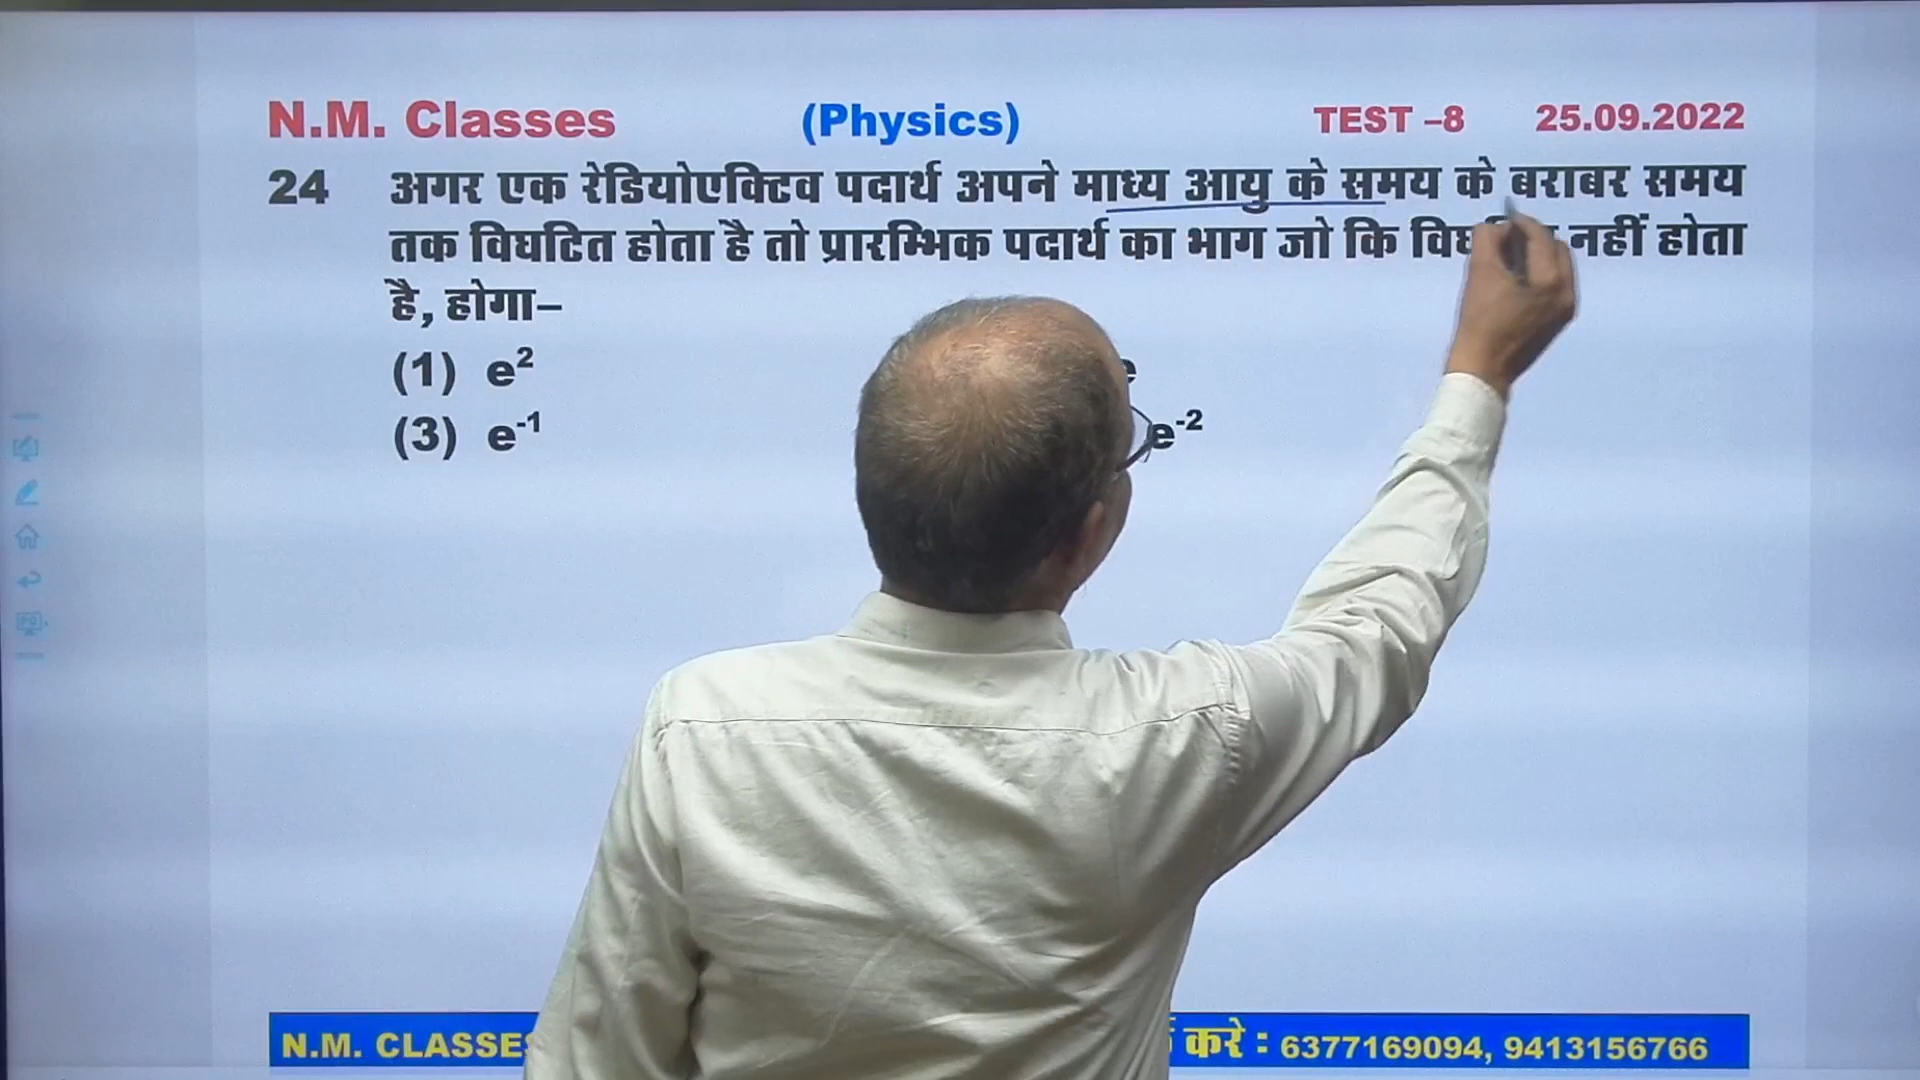 N.M. Classes (Physics) TEST –8 25.09.2022
24 अगर एक रेडियोएक्टिव पदार्थ अपने माध्य आयु के समय के बराबर समय
तक विघटित होता है तो प्रारम्भिक पदार्थ का भाग जो कि नहीं होता
है, होगा–
(1) e² e
(3) e⁻¹ e⁻²
N.M. CLASSES करे : 6377169094, 9413156766